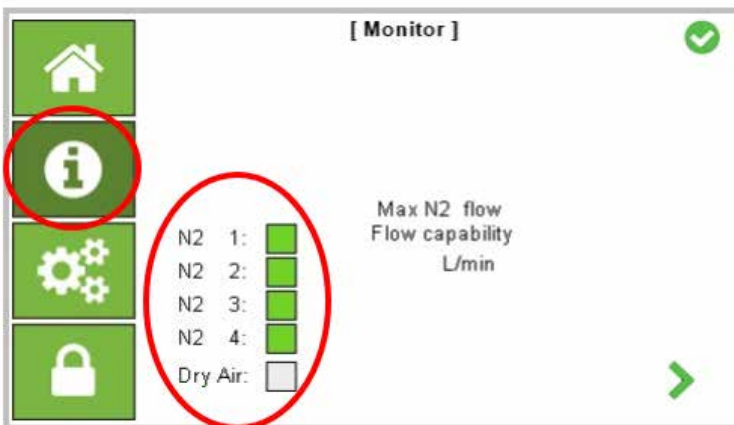 [ Monitor ]
Max N2 flow
Flow capability
L/min
N2 1:
N2 2:
N2 3:
N2 4:
Dry Air: